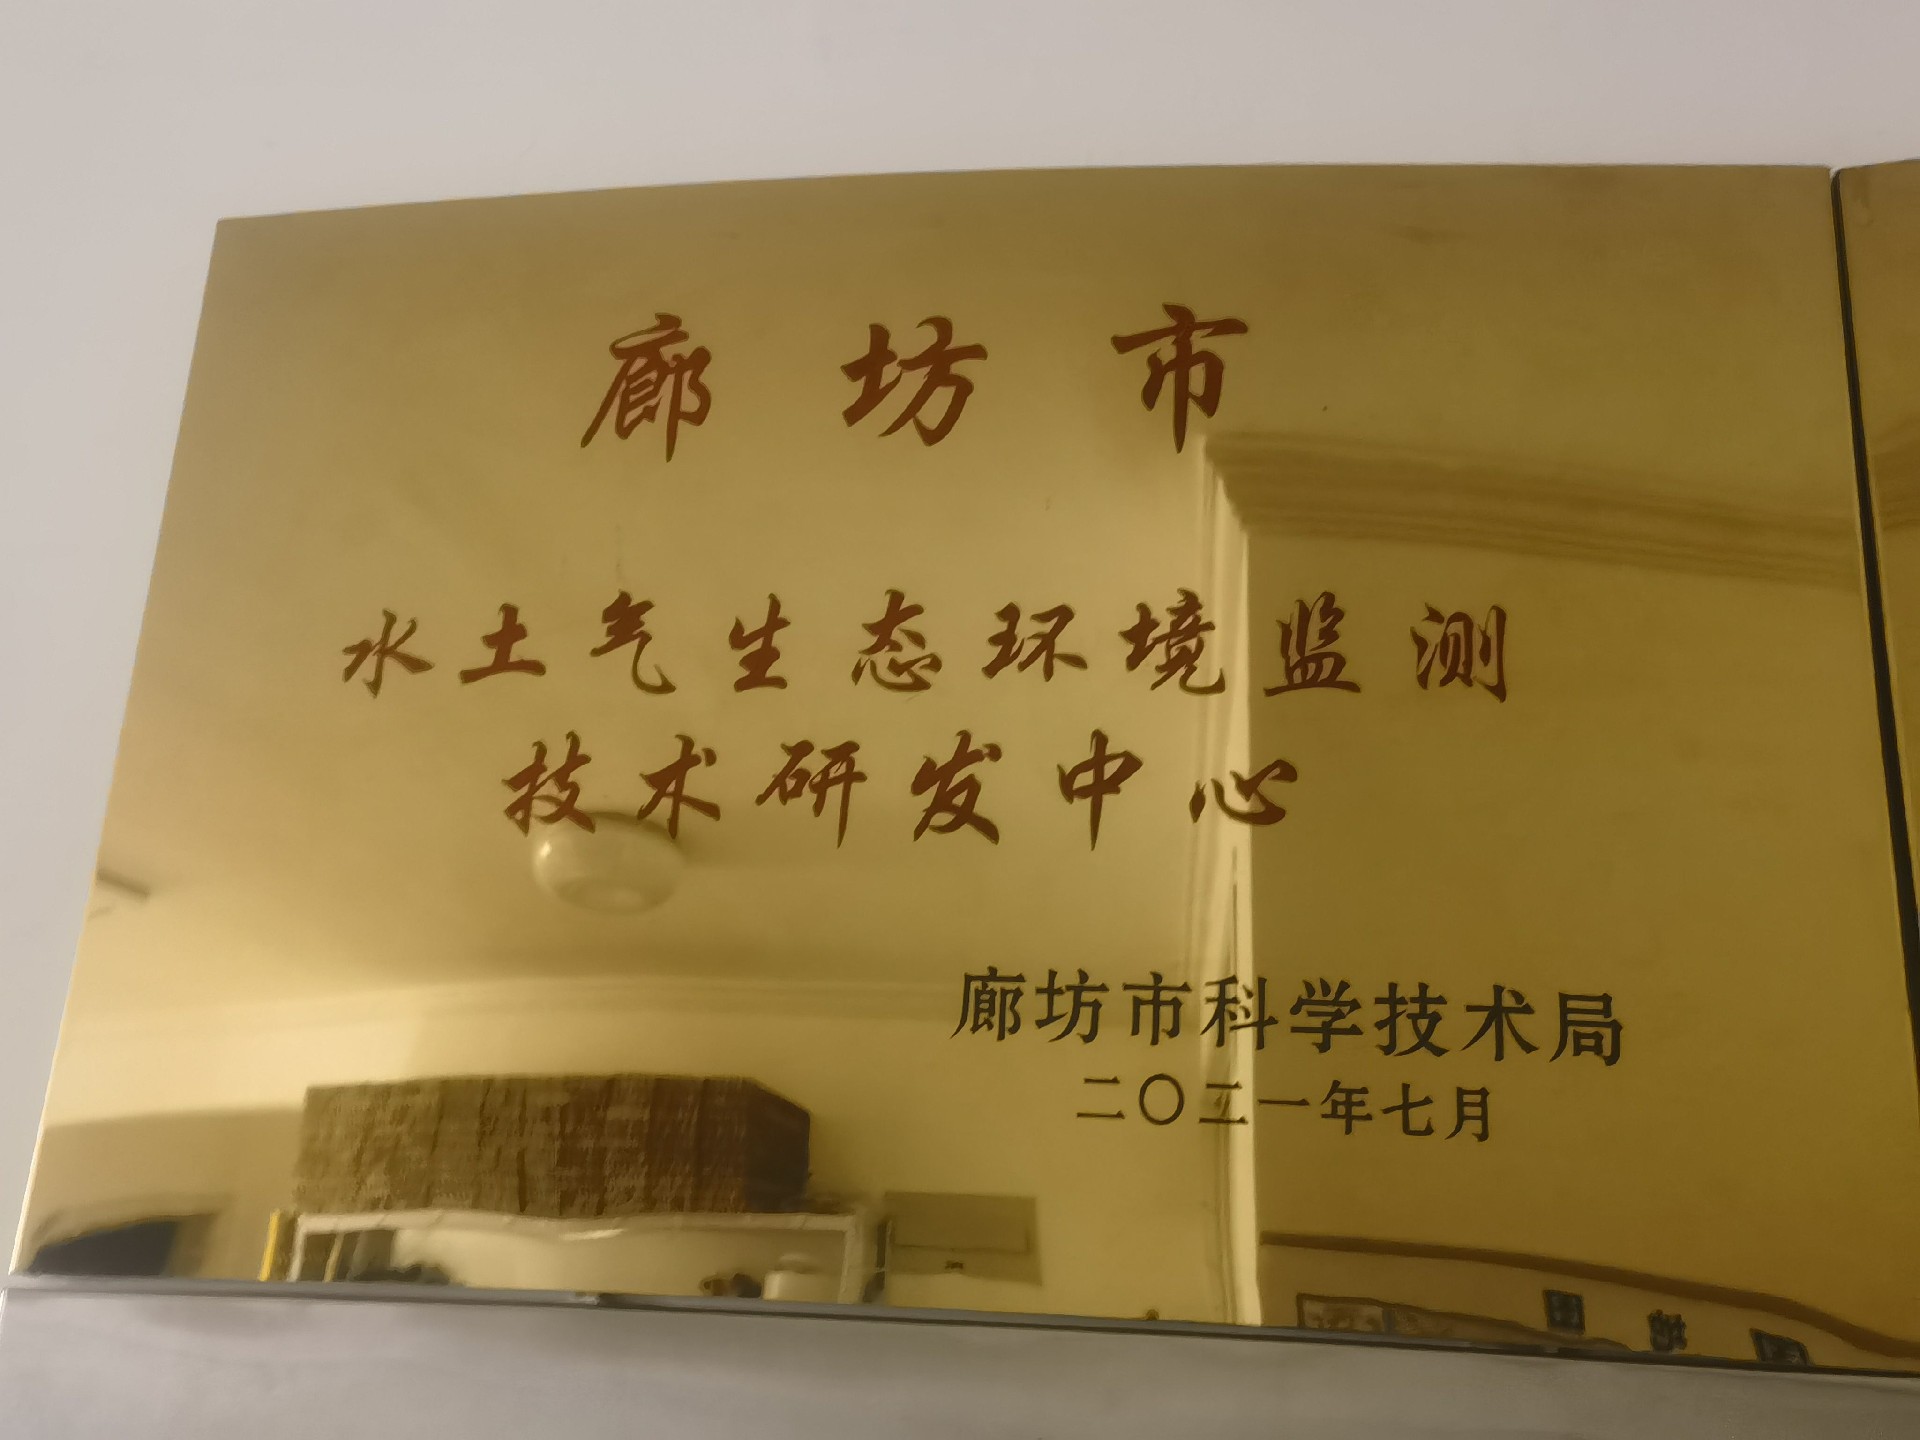 廊坊市
水土气生态环境监测
技术研发中心
廊坊市科学技术局
二〇二一年七月